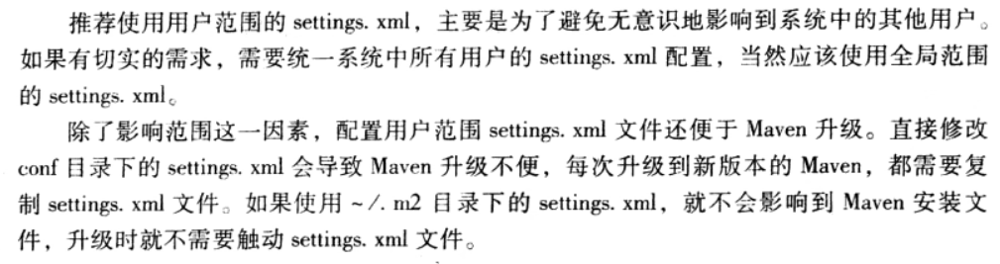 推荐使用用户范围的 settings. xml，主要是为了避免无意识地影响到系统中的其他用户。
如果有切实的需求，需要统一系统中所有用户的 settings. xml 配置，当然应该使用全局范围
的 settings. xml。
除了影响范围这一因素，配置用户范围 settings. xml 文件还便于 Maven 升级。直接修改
conf 目录下的 settings. xml 会导致 Maven 升级不便，每次升级到新版本的 Maven，都需要复
制 settings. xml 文件。如果使用 ~/. m2 目录下的 settings. xml，就不会影响到 Maven 安装文
件，升级时就不需要触动 settings. xml 文件。